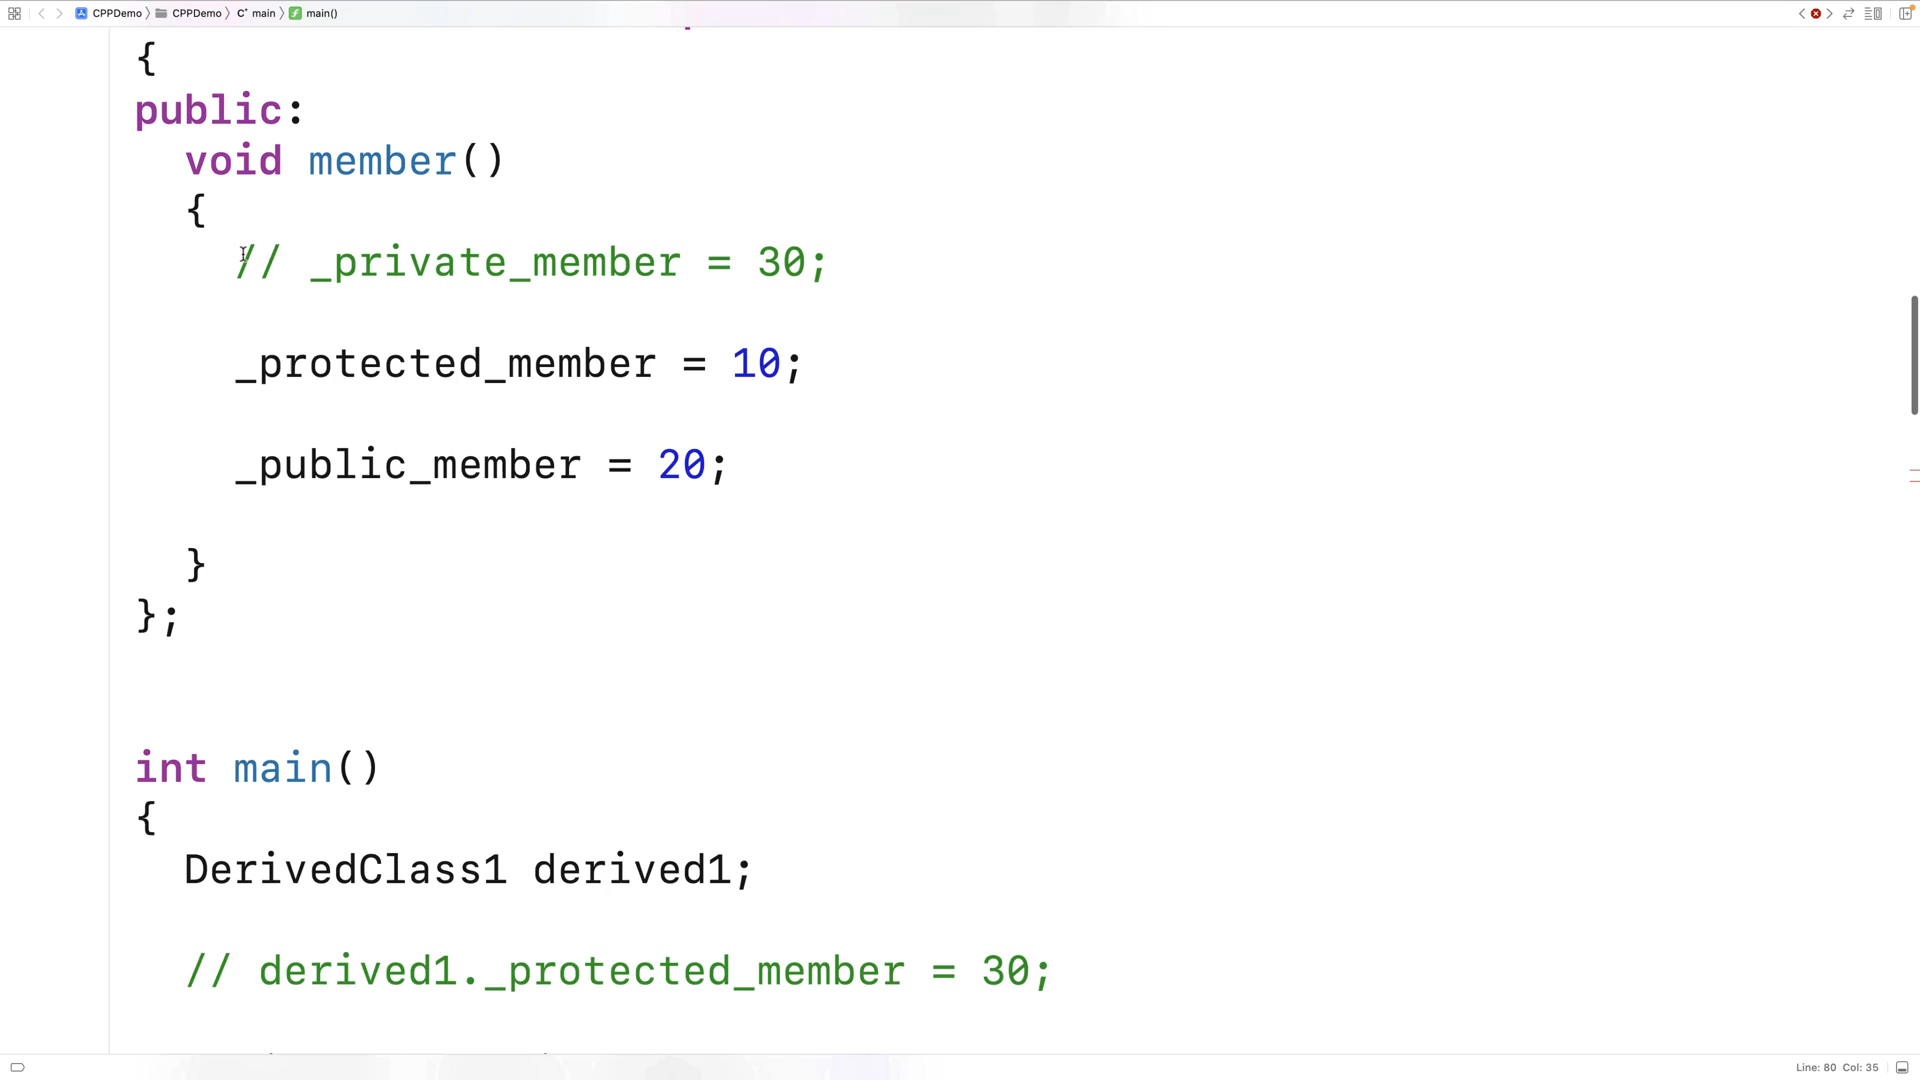 CPPDemo CPPDemo main main()
{
public:
void member()
{
// _private_member = 30;
_protected_member = 10;
_public_member = 20;
}
};
int main()
{
DerivedClass1 derived1;
// derived1._protected_member = 30;
Line: 80 Col: 35